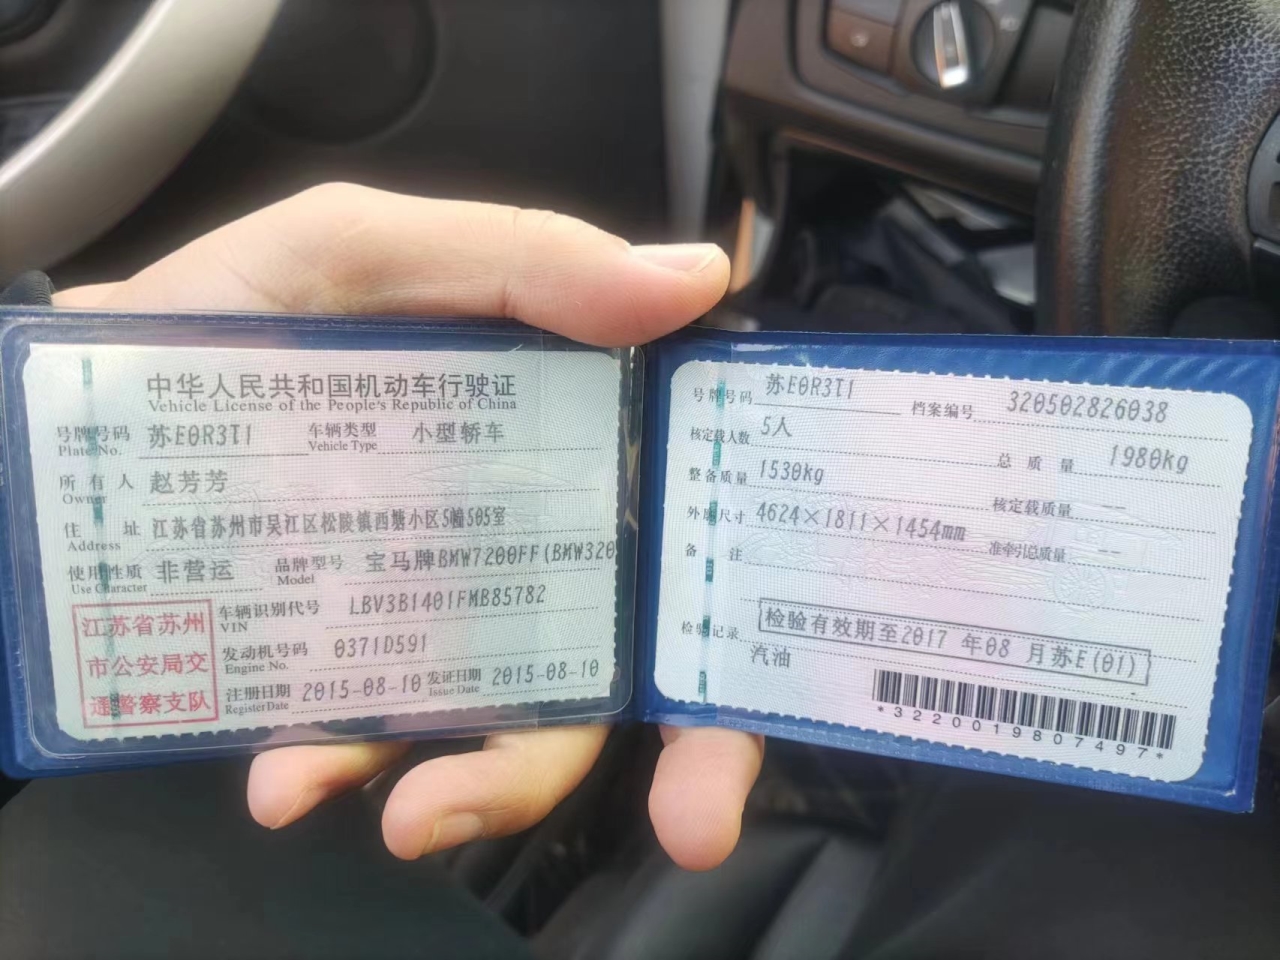 中华人民共和国机动车行驶证
Vehicle License of the People's Republic of China
号牌号码 苏E0R3T1 车辆类型 小型轿车
Plate No. Vehicle Type
所有人 赵芳芳
Owner
住址 江苏省苏州市吴江区松陵镇西塘小区5幢505室
Address
使用性质 非营运 品牌型号 宝马牌BMW7200FF(BMW320
Use Character Model
江苏省苏州
市公安局交
通警察支队
车辆识别代号 LBV3B1401FMB85782
VIN
发动机号码 0371D591
Engine No.
注册日期 2015-08-10 发证日期 2015-08-10
Register Date Issue Date
号牌号码 苏E0R3T1 档案编号 320502826038
核定载人数 5人 总质量 1980kg
整备质量 1530kg 核定载质量 --
外廓尺寸 4624×1811×1454mm 准牵引总质量 --
备注
检验记录 检验有效期至2017年08月苏E(01)
汽油
*3220019807497*